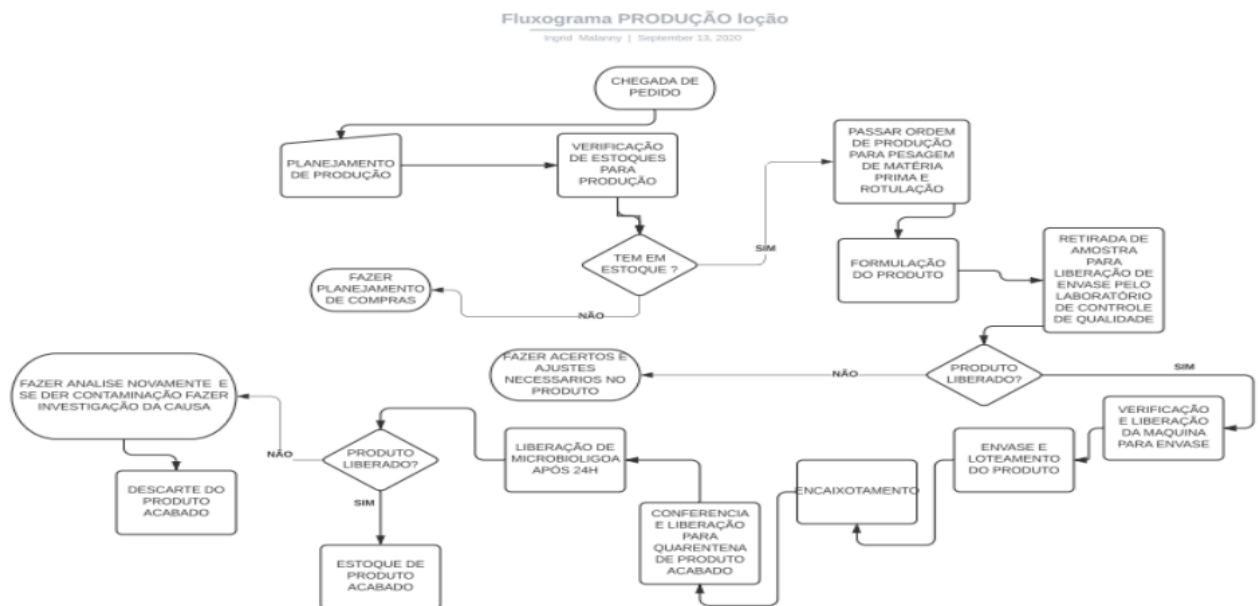 Fluxograma PRODUÇÃO loção
Ingrid Malanny | September 13, 2020
CHEGADA DE
PEDIDO
PLANEJAMENTO
DE PRODUÇÃO
VERIFICAÇÃO
DE ESTOQUES
PARA
PRODUÇÃO
PASSAR ORDEM
DE PRODUÇÃO
PARA PESAGEM
DE MATÉRIA
PRIMA E
ROTULAÇÃO
TEM EM
ESTOQUE ?
SIM
NÃO
FAZER
PLANEJAMENTO
DE COMPRAS
FORMULAÇÃO
DO PRODUTO
RETIRADA DE
AMOSTRA
PARA
LIBERAÇÃO DE
ENVASE PELO
LABORATÓRIO
DE CONTROLE
DE QUALIDADE
PRODUTO
LIBERADO?
SIM
NÃO
FAZER ACERTOS E
AJUSTES
NECESSARIOS NO
PRODUTO
VERIFICAÇÃO
E LIBERAÇÃO
DA MAQUINA
PARA ENVASE
ENVASE E
LOTEAMENTO
DO PRODUTO
ENCAIXOTAMENTO
CONFERENCIA
E LIBERAÇÃO
PARA
QUARENTENA
DE PRODUTO
ACABADO
LIBERAÇÃO DE
MICROBIOLIGOA
APÓS 24H
PRODUTO
LIBERADO?
NÃO
SIM
FAZER ANALISE NOVAMENTE E
SE DER CONTAMINAÇÃO FAZER
INVESTIGAÇÃO DA CAUSA
DESCARTE DO
PRODUTO
ACABADO
ESTOQUE DE
PRODUTO
ACABADO